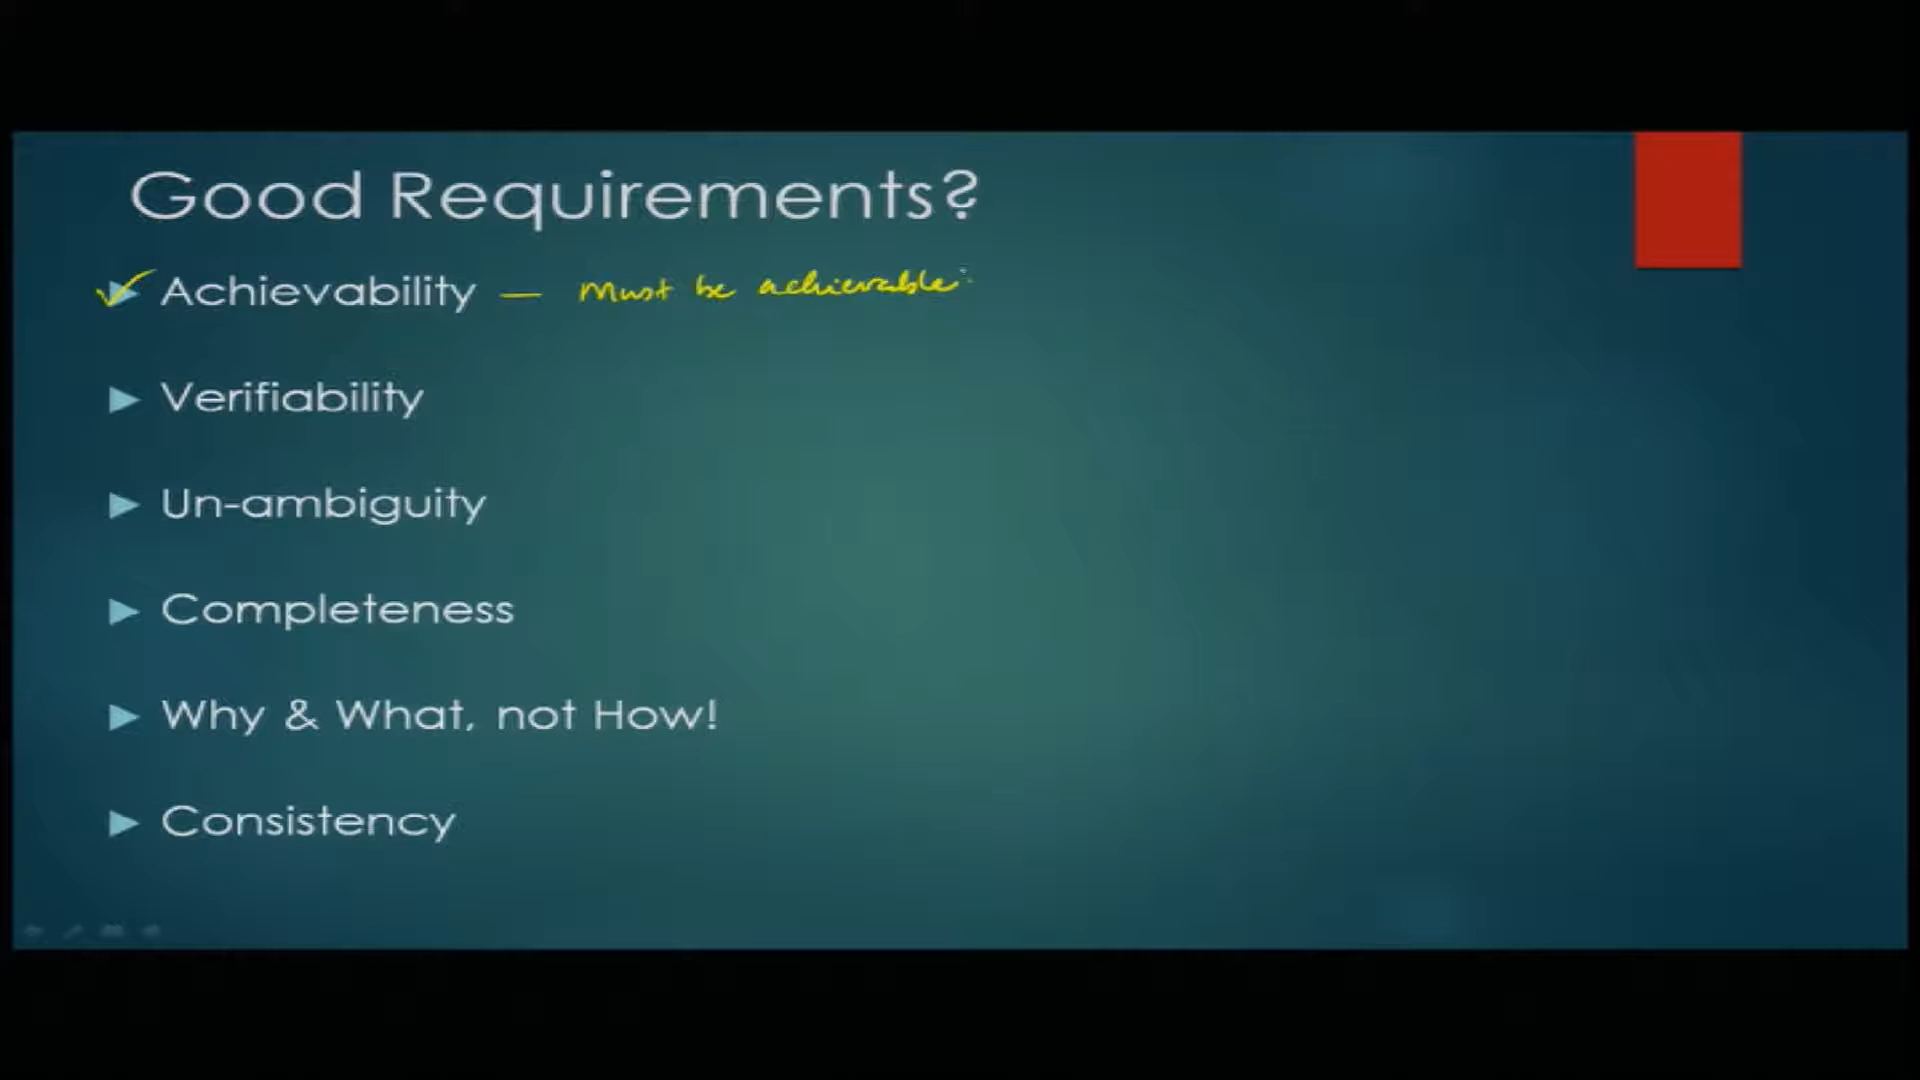 Good Requirements?
Achievability — Must be achievable
Verifiability
Un-ambiguity
Completeness
Why & What, not How!
Consistency